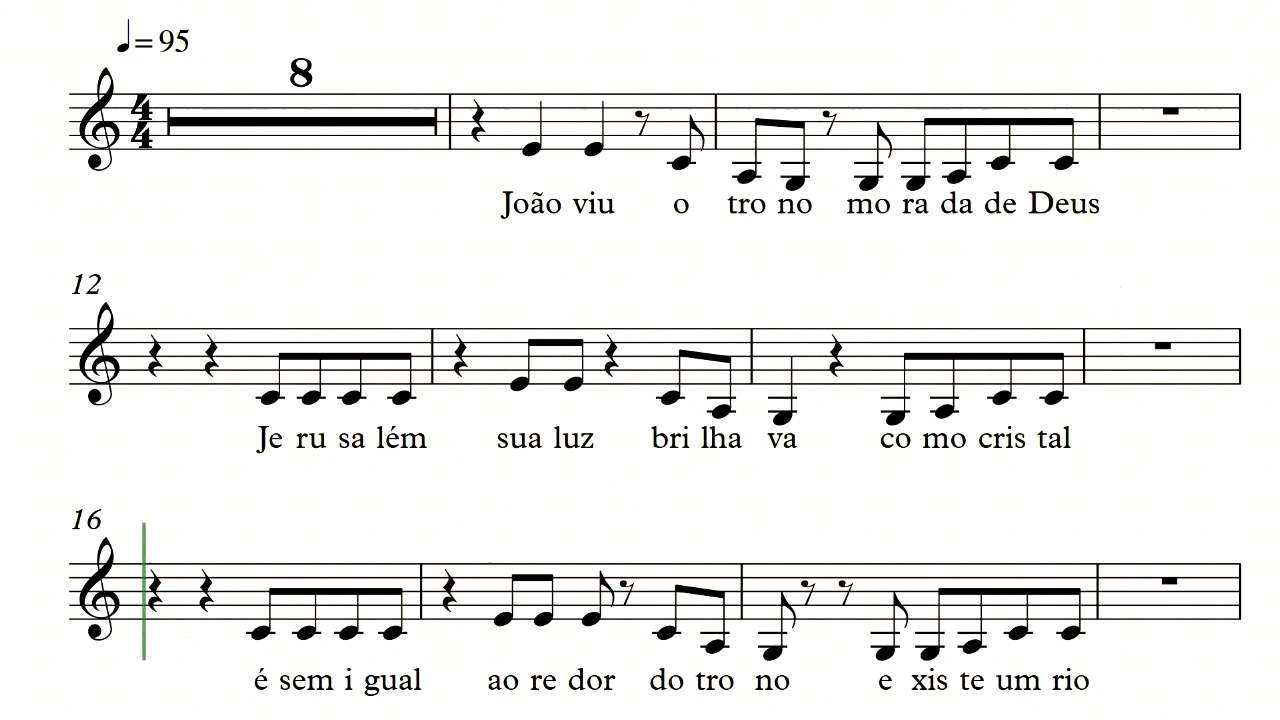 ♩= 95
8
4
4
João viu o tro no mo ra da de Deus
12
Je ru sa lém sua luz bri lha va co mo cris tal
16
é sem i gual ao re dor do tro no e xis te um rio